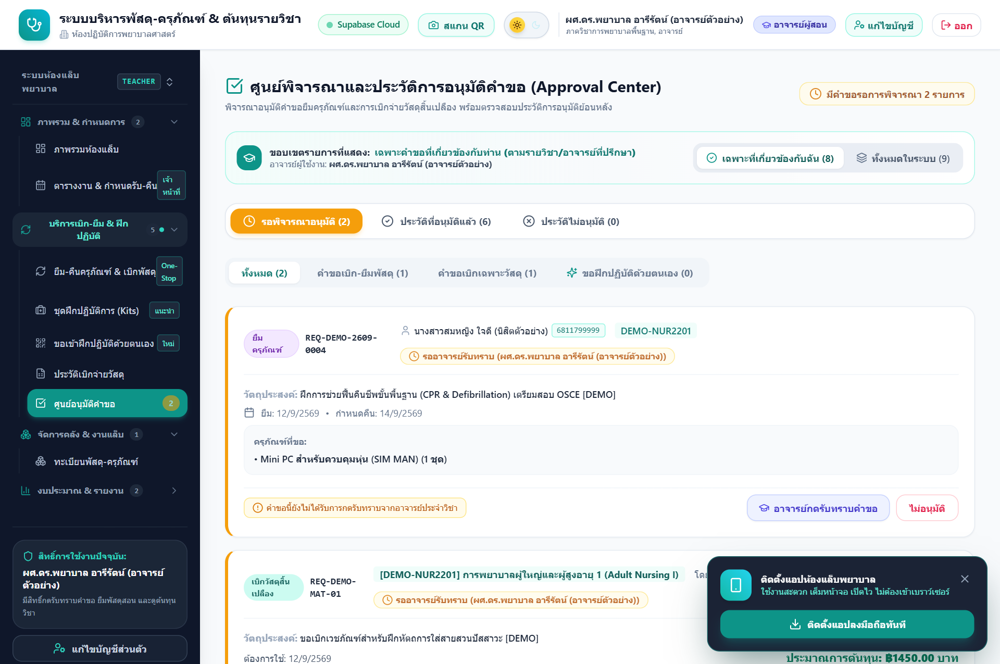 ระบบบริหารพัสดุ-ครุภัณฑ์ & ต้นทุนรายวิชา
ห้องปฏิบัติการพยาบาลศาสตร์
Supabase Cloud
สแกน QR
ผศ.ดร.พยาบาล อารีรัตน์ (อาจารย์ตัวอย่าง)
ภาควิชาการพยาบาลพื้นฐาน, อาจารย์
อาจารย์ผู้สอน
แก้ไขบัญชี
ออก
ระบบห้องแล็บ
พยาบาล
TEACHER
ภาพรวม & กำหนดการ 2
ภาพรวมห้องแล็บ
ตารางงาน & กำหนดรับ-คืน
เจ้า
หน้าที่
บริการเบิก-ยืม & ฝึก
ปฏิบัติ
5
ยืม-คืนครุภัณฑ์ & เบิกพัสดุ
One-
Stop
ชุดฝึกปฏิบัติการ (Kits) แนะนำ
ขอเข้าฝึกปฏิบัติด้วยตนเอง ใหม่
ประวัติเบิกจ่ายวัสดุ
ศูนย์อนุมัติคำขอ 2
จัดการคลัง & งานแล็บ 1
ทะเบียนพัสดุ-ครุภัณฑ์
งบประมาณ & รายงาน 2
สิทธิ์การใช้งานปัจจุบัน:
ผศ.ดร.พยาบาล อารีรัตน์ (อาจารย์
ตัวอย่าง)
มีสิทธิ์กดรับทราบคำขอ ยืมพัสดุสอน และดูต้นทุน
วิชา
แก้ไขบัญชีส่วนตัว
ศูนย์พิจารณาและประวัติการอนุมัติคำขอ (Approval Center)
พิจารณาอนุมัติคำขอยืมครุภัณฑ์และการเบิกจ่ายวัสดุสิ้นเปลือง พร้อมตรวจสอบประวัติการอนุมัติย้อนหลัง
มีคำขอรอการพิจารณา 2 รายการ
ขอบเขตรายการที่แสดง: เฉพาะคำขอที่เกี่ยวข้องกับท่าน (ตามรายวิชา/อาจารย์ที่ปรึกษา)
อาจารย์ผู้ใช้งาน: ผศ.ดร.พยาบาล อารีรัตน์ (อาจารย์ตัวอย่าง)
เฉพาะที่เกี่ยวข้องกับฉัน (8)
ทั้งหมดในระบบ (9)
รอพิจารณาอนุมัติ (2)
ประวัติที่อนุมัติแล้ว (6)
ประวัติไม่อนุมัติ (0)
ทั้งหมด (2)
คำขอเบิก-ยืมพัสดุ (1)
คำขอเบิกเฉพาะวัสดุ (1)
ขอฝึกปฏิบัติด้วยตนเอง (0)
ยืม
ครุภัณฑ์
REQ-DEMO-2609-
0004
นางสาวสมหญิง ใจดี (นิสิตตัวอย่าง) 6811799999 DEMO-NUR2201
รออาจารย์รับทราบ (ผศ.ดร.พยาบาล อารีรัตน์ (อาจารย์ตัวอย่าง))
วัตถุประสงค์: ฝึกการช่วยฟื้นคืนชีพขั้นพื้นฐาน (CPR & Defibrillation) เตรียมสอบ OSCE [DEMO]
ยืม: 12/9/2569 • กำหนดคืน: 14/9/2569
ครุภัณฑ์ที่ขอ:
• Mini PC สำหรับควบคุมหุ่น (SIM MAN) (1 ชุด)
คำขอนี้ยังไม่ได้รับการกดรับทราบจากอาจารย์ประจำวิชา
อาจารย์กดรับทราบคำขอ
ไม่อนุมัติ
เบิกวัสดุสิ้น
เปลือง
REQ-DEMO-
MAT-01
[DEMO-NUR2201] การพยาบาลผู้ใหญ่และผู้สูงอายุ 1 (Adult Nursing I)
รออาจารย์รับทราบ (ผศ.ดร.พยาบาล อารีรัตน์ (อาจารย์ตัวอย่าง))
วัตถุประสงค์: ขอเบิกเวชภัณฑ์สำหรับฝึกหัตถการใส่สายสวนปัสสาวะ [DEMO]
ต้องการใช้: 12/9/2569
ประมาณการต้นทุน: ฿1450.00 บาท
ติดตั้งแอปห้องแล็บพยาบาล
ใช้งานสะดวก เต็มหน้าจอ เปิดไว ไม่ต้องเข้าเบราว์เซอร์
ติดตั้งแอปลงมือถือทันที